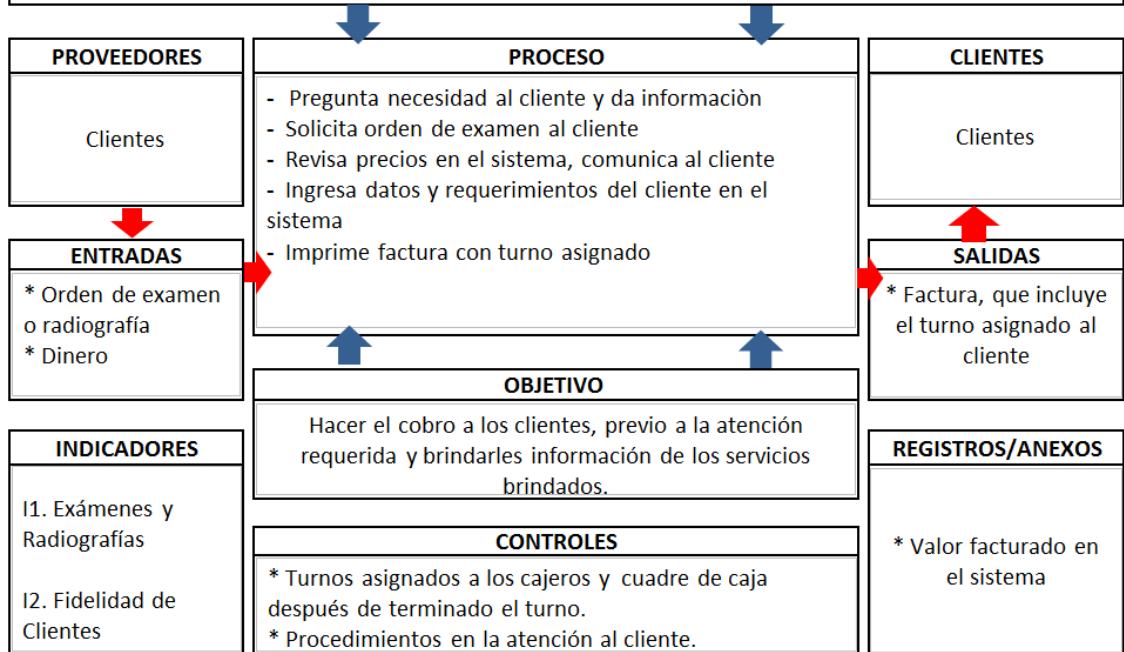 PROVEEDORES
Clientes
PROCESO
- Pregunta necesidad al cliente y da informaciòn
- Solicita orden de examen al cliente
- Revisa precios en el sistema, comunica al cliente
- Ingresa datos y requerimientos del cliente en el
sistema
- Imprime factura con turno asignado
CLIENTES
Clientes
ENTRADAS
* Orden de examen
o radiografía
* Dinero
SALIDAS
* Factura, que incluye
el turno asignado al
cliente
OBJETIVO
Hacer el cobro a los clientes, previo a la atención
requerida y brindarles información de los servicios
brindados.
INDICADORES
I1. Exámenes y
Radiografías
I2. Fidelidad de
Clientes
CONTROLES
* Turnos asignados a los cajeros y cuadre de caja
después de terminado el turno.
* Procedimientos en la atención al cliente.
REGISTROS/ANEXOS
* Valor facturado en
el sistema